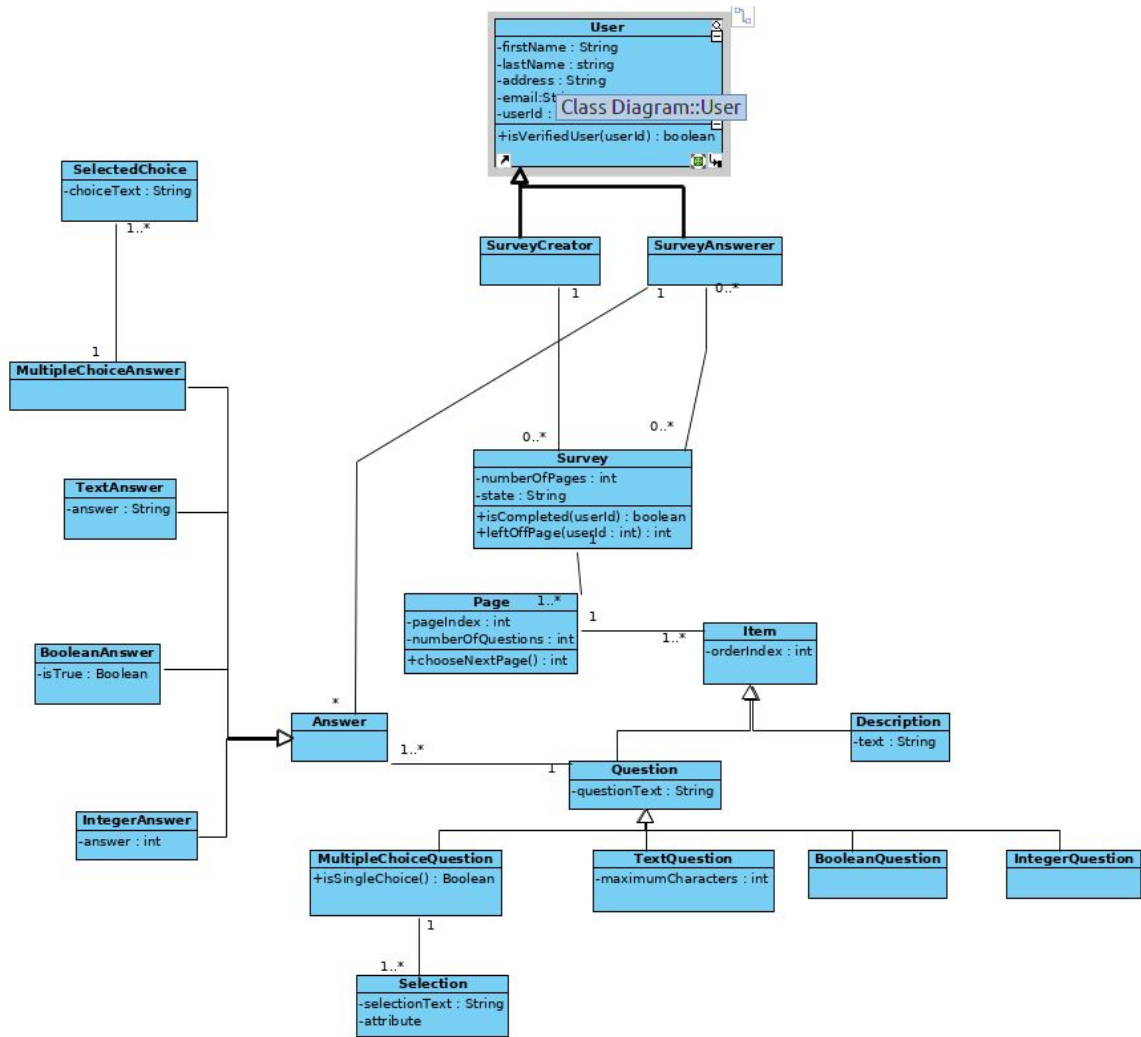 User
-firstName : String
-lastName : string
-address : String
-email:St
-userId :
Class Diagram::User
+isVerifiedUser(userId) : boolean
SelectedChoice
-choiceText : String
1..*
SurveyCreator
SurveyAnswerer
1
1
0..*
1
MultipleChoiceAnswer
0..*
0..*
Survey
-numberOfPages : int
-state : String
+isCompleted(userId) : boolean
+leftOffPage(userId : int) : int
1
TextAnswer
-answer : String
Page
1..*
-pageIndex : int
-numberOfQuestions : int
+chooseNextPage() : int
1
1..*
Item
-orderIndex : int
BooleanAnswer
-isTrue : Boolean
*
Answer
1..*
1
Description
-text : String
Question
-questionText : String
IntegerAnswer
-answer : int
MultipleChoiceQuestion
+isSingleChoice() : Boolean
TextQuestion
-maximumCharacters : int
BooleanQuestion
IntegerQuestion
1
1..*
Selection
-selectionText : String
-attribute